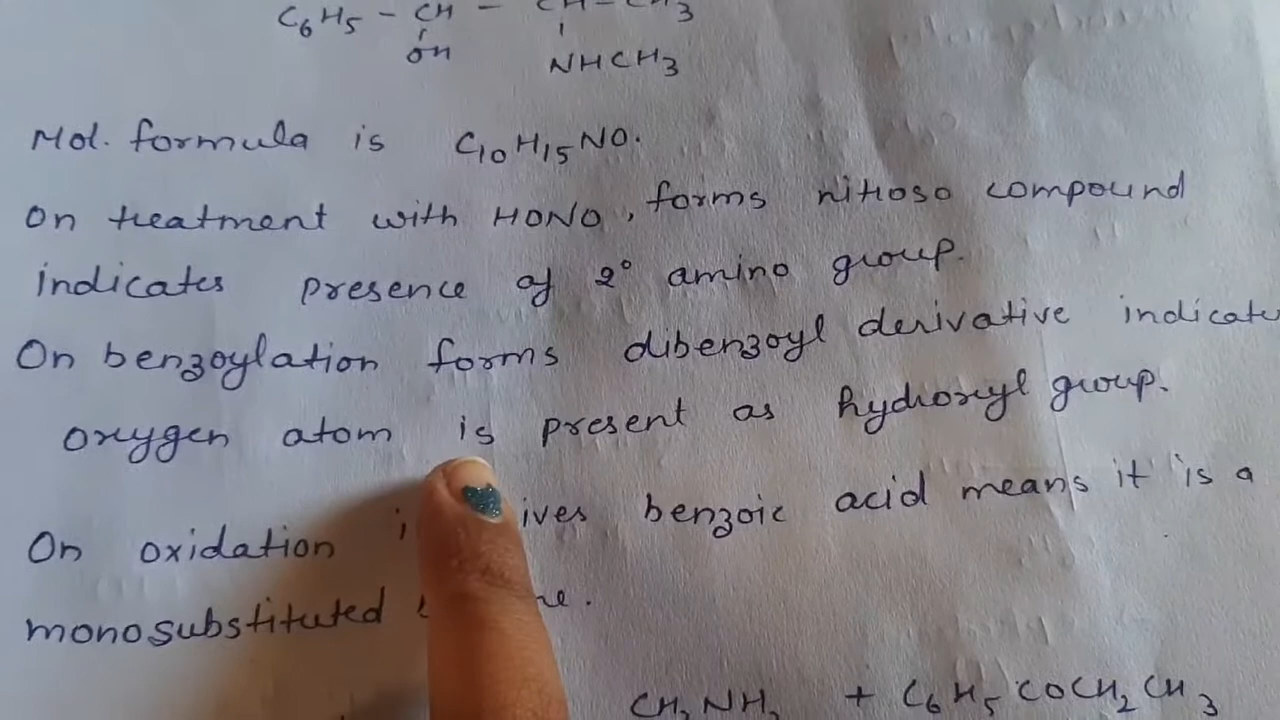 C6H5 - CH - CH - CH3
OH NHCH3
Mol. formula is C10H15NO.
On treatment with HONO, forms nitroso compound
indicates presence of 2° amino group.
On benzoylation forms dibenzoyl derivative indicate
oxygen atom is present as hydroxyl group.
On oxidation ives benzoic acid means it is a
monosubstituted
CH3NH2 + C6H5COCH2CH3